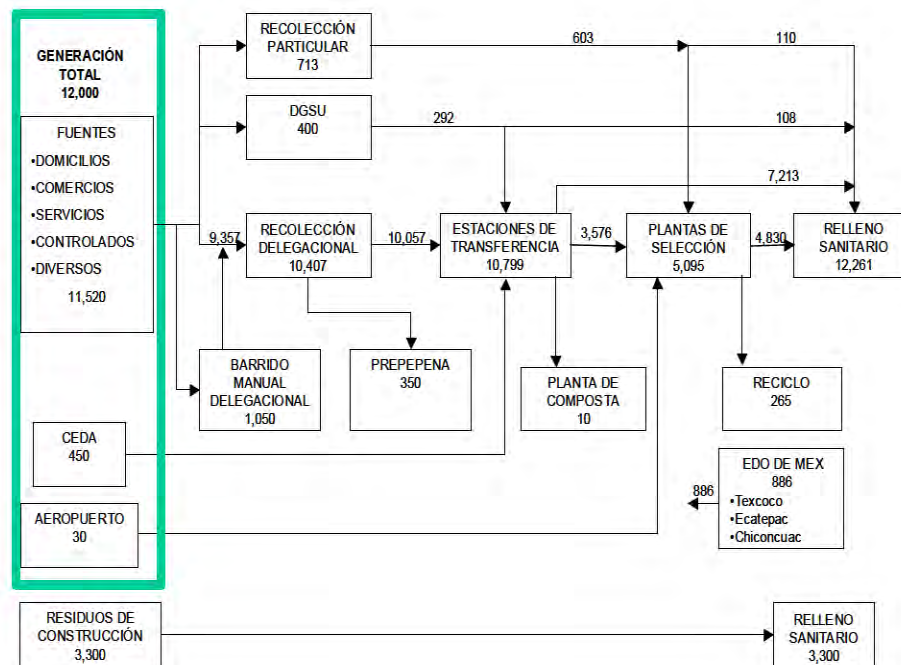 GENERACIÓN
TOTAL
12,000
FUENTES
•DOMICILIOS
•COMERCIOS
•SERVICIOS
•CONTROLADOS
•DIVERSOS
11,520
CEDA
450
AEROPUERTO
30
RECOLECCIÓN
PARTICULAR
713
603
110
DGSU
400
292
108
7,213
9,357
RECOLECCIÓN
DELEGACIONAL
10,407
10,057
ESTACIONES DE
TRANSFERENCIA
10,799
3,576
PLANTAS DE
SELECCIÓN
5,095
4,830
RELLENO
SANITARIO
12,261
BARRIDO
MANUAL
DELEGACIONAL
1,050
PREPEPENA
350
PLANTA DE
COMPOSTA
10
RECICLO
265
886
EDO DE MEX
886
•Texcoco
•Ecatepac
•Chiconcuac
RESIDUOS DE
CONSTRUCCIÓN
3,300
RELLENO
SANITARIO
3,300